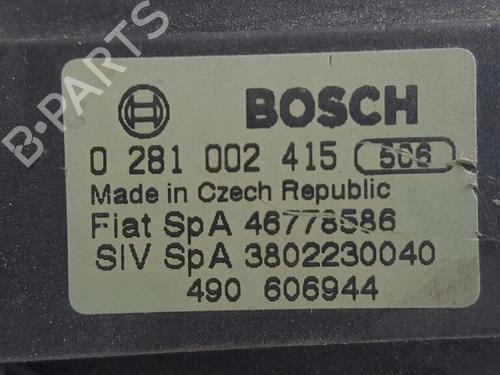 BOSCH
0 281 002 415 506
Made in Czech Republic
Fiat SpA 46778586
SIV SpA 3802230040
490 606944
B-PARTS